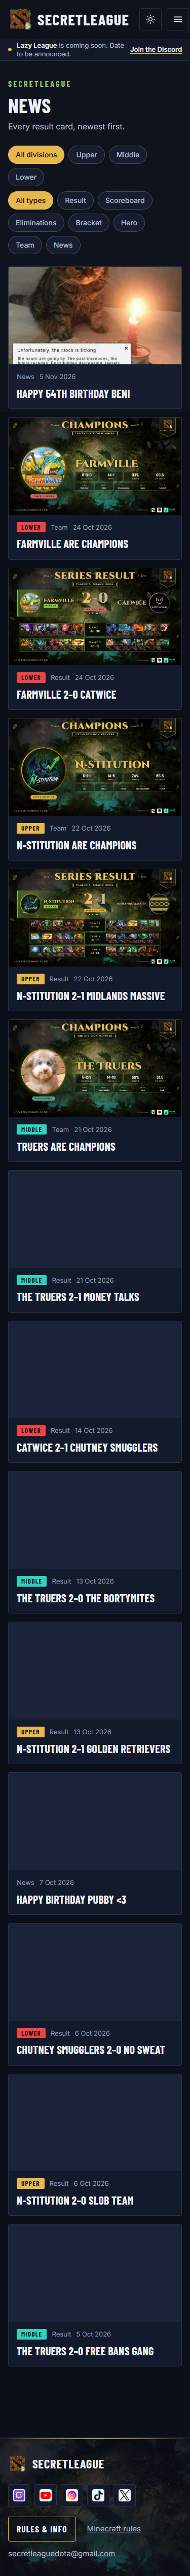 SECRETLEAGUE
Lazy League is coming soon. Date to be announced.
Join the Discord
SECRETLEAGUE
NEWS
Every result card, newest first.
All divisions
Upper
Middle
Lower
All types
Result
Scoreboard
Eliminations
Bracket
Hero
Team
News
Unfortunately, the clock is ticking
News 5 Nov 2026
HAPPY 54TH BIRTHDAY BENI
CHAMPIONS
FARMVILLE
LOWER Team 24 Oct 2026
FARMVILLE ARE CHAMPIONS
SERIES RESULT
FARMVILLE 2-0 CATWICE
LOWER Result 24 Oct 2026
FARMVILLE 2-0 CATWICE
CHAMPIONS
N-STITUTION
UPPER Team 22 Oct 2026
N-STITUTION ARE CHAMPIONS
SERIES RESULT
N-STITUTION 2-1
UPPER Result 22 Oct 2026
N-STITUTION 2-1 MIDLANDS MASSIVE
CHAMPIONS
THE TRUERS
MIDDLE Team 21 Oct 2026
TRUERS ARE CHAMPIONS
MIDDLE Result 21 Oct 2026
THE TRUERS 2-1 MONEY TALKS
LOWER Result 14 Oct 2026
CATWICE 2-1 CHUTNEY SMUGGLERS
MIDDLE Result 13 Oct 2026
THE TRUERS 2-0 THE BORTYMITES
UPPER Result 13 Oct 2026
N-STITUTION 2-1 GOLDEN RETRIEVERS
News 7 Oct 2026
HAPPY BIRTHDAY PUBBY <3
LOWER Result 6 Oct 2026
CHUTNEY SMUGGLERS 2-0 NO SWEAT
UPPER Result 6 Oct 2026
N-STITUTION 2-0 SLOB TEAM
MIDDLE Result 5 Oct 2026
THE TRUERS 2-0 FREE BANS GANG
SECRETLEAGUE
RULES & INFO
Minecraft rules
secretleaguedota@gmail.com